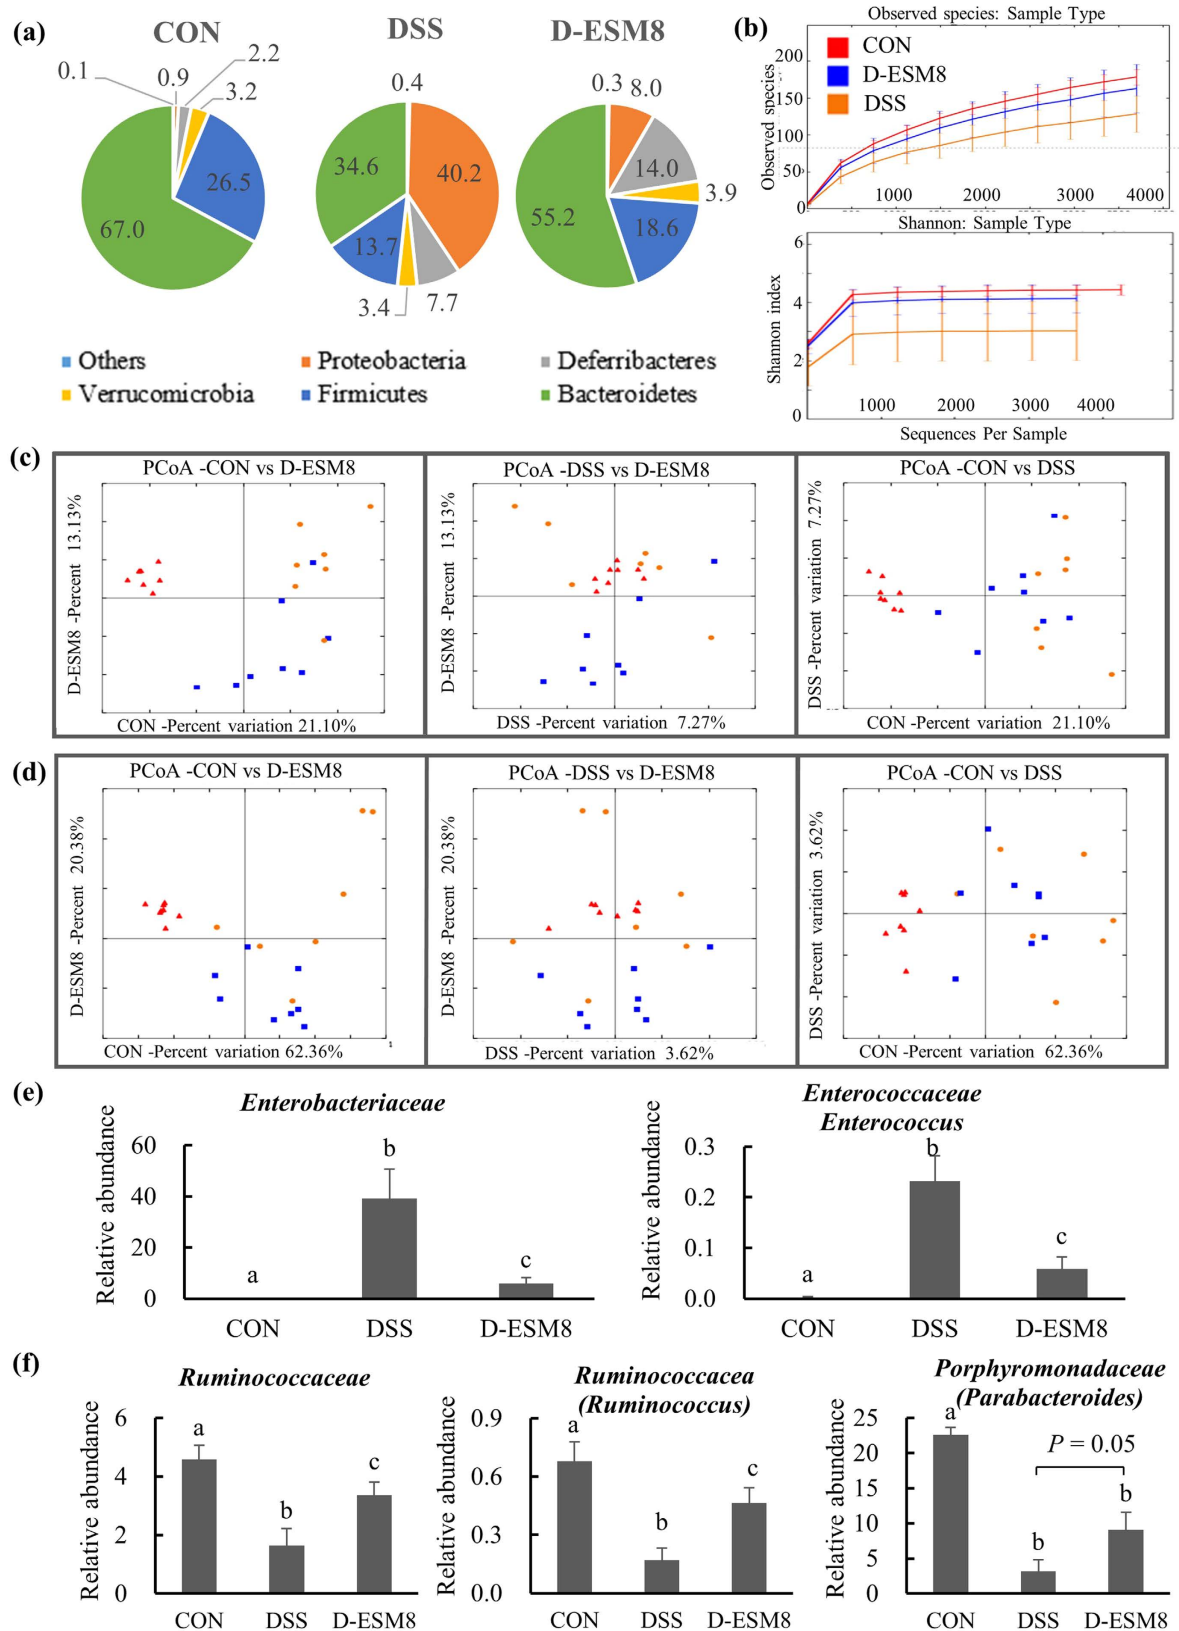 (a)
CON
DSS
D-ESM8
0.1
0.9
2.2
3.2
26.5
67.0
0.4
40.2
7.7
3.4
13.7
34.6
0.3
8.0
14.0
3.9
18.6
55.2
Others
Proteobacteria
Deferribacteres
Verrucomicrobia
Firmicutes
Bacteroidetes
(b)
Observed species: Sample Type
CON
D-ESM8
DSS
Observed species
200
150
100
50
0
1000
2000
3000
4000
Shannon: Sample Type
Shannon index
6
4
2
0
1000
2000
3000
4000
Sequences Per Sample
(c)
PCoA -CON vs D-ESM8
D-ESM8 -Percent 13.13%
CON -Percent variation 21.10%
PCoA -DSS vs D-ESM8
D-ESM8 -Percent 13.13%
DSS -Percent variation 7.27%
PCoA -CON vs DSS
DSS -Percent variation 7.27%
CON -Percent variation 21.10%
(d)
PCoA -CON vs D-ESM8
D-ESM8 -Percent 20.38%
CON -Percent variation 62.36%
PCoA -DSS vs D-ESM8
D-ESM8 -Percent 20.38%
DSS -Percent variation 3.62%
PCoA -CON vs DSS
DSS -Percent variation 3.62%
CON -Percent variation 62.36%
(e)
Enterobacteriaceae
Relative abundance
60
40
20
0
a
b
c
CON
DSS
D-ESM8
Enterococcaceae
Enterococcus
Relative abundance
0.3
0.2
0.1
0.0
a
b
c
CON
DSS
D-ESM8
(f)
Ruminococcaceae
Relative abundance
6
4
2
0
a
b
c
CON
DSS
D-ESM8
Ruminococcacea
(Ruminococcus)
Relative abundance
0.9
0.6
0.3
0.0
a
b
c
CON
DSS
D-ESM8
Porphyromonadaceae
(Parabacteroides)
Relative abundance
25
20
15
10
5
0
a
P = 0.05
b
b
CON
DSS
D-ESM8